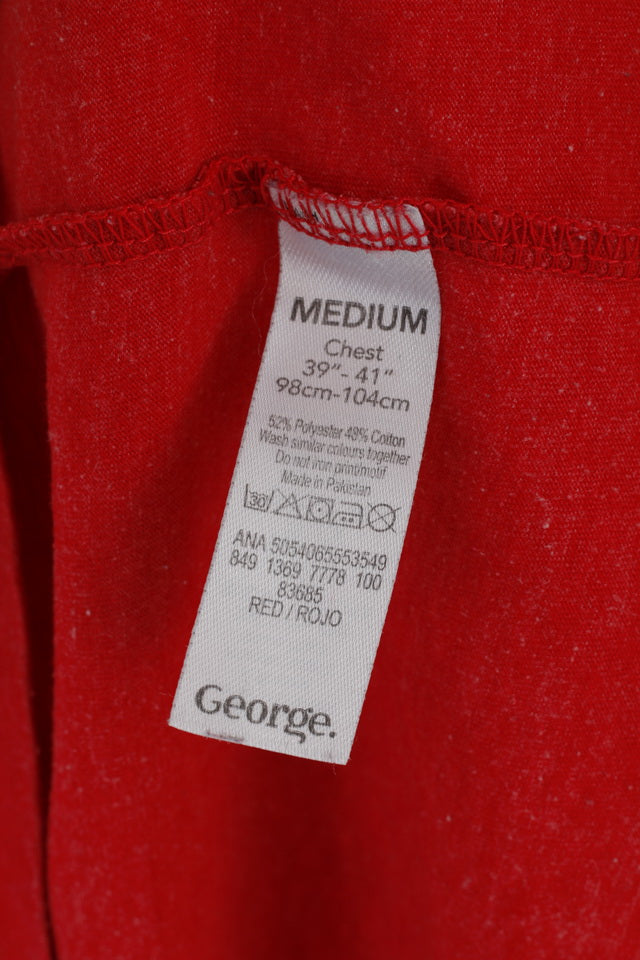 MEDIUM
Chest
39"- 41"
98cm-104cm
52% Polyester 48% Cotton
Wash similar colours together
Do not iron print/motif
Made in Pakistan
30
ANA 5054065553549
849 1369 7778 100
83685
RED / ROJO
George.